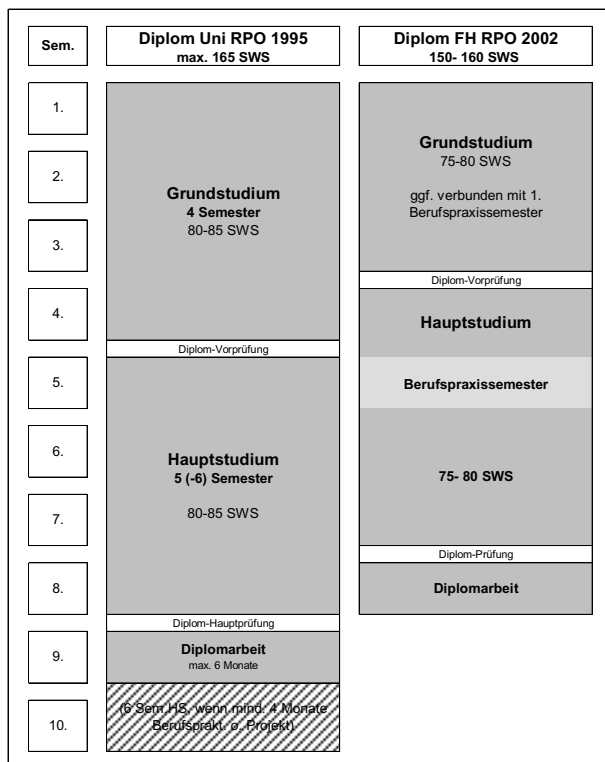 Sem.
Diplom Uni RPO 1995
max. 165 SWS
Diplom FH RPO 2002
150- 160 SWS
1.
2.
3.
4.
5.
6.
7.
8.
9.
10.
Grundstudium
4 Semester
80-85 SWS
Diplom-Vorprüfung
Hauptstudium
5 (-6) Semester
80-85 SWS
Diplom-Hauptprüfung
Diplomarbeit
max. 6 Monate
(6 Sem.HS, wenn mind. 4 Monate
Berufsprakt. o. Projekt)
Grundstudium
75-80 SWS
ggf. verbunden mit 1.
Berufspraxissemester
Diplom-Vorprüfung
Hauptstudium
Berufspraxissemester
75- 80 SWS
Diplom-Prüfung
Diplomarbeit